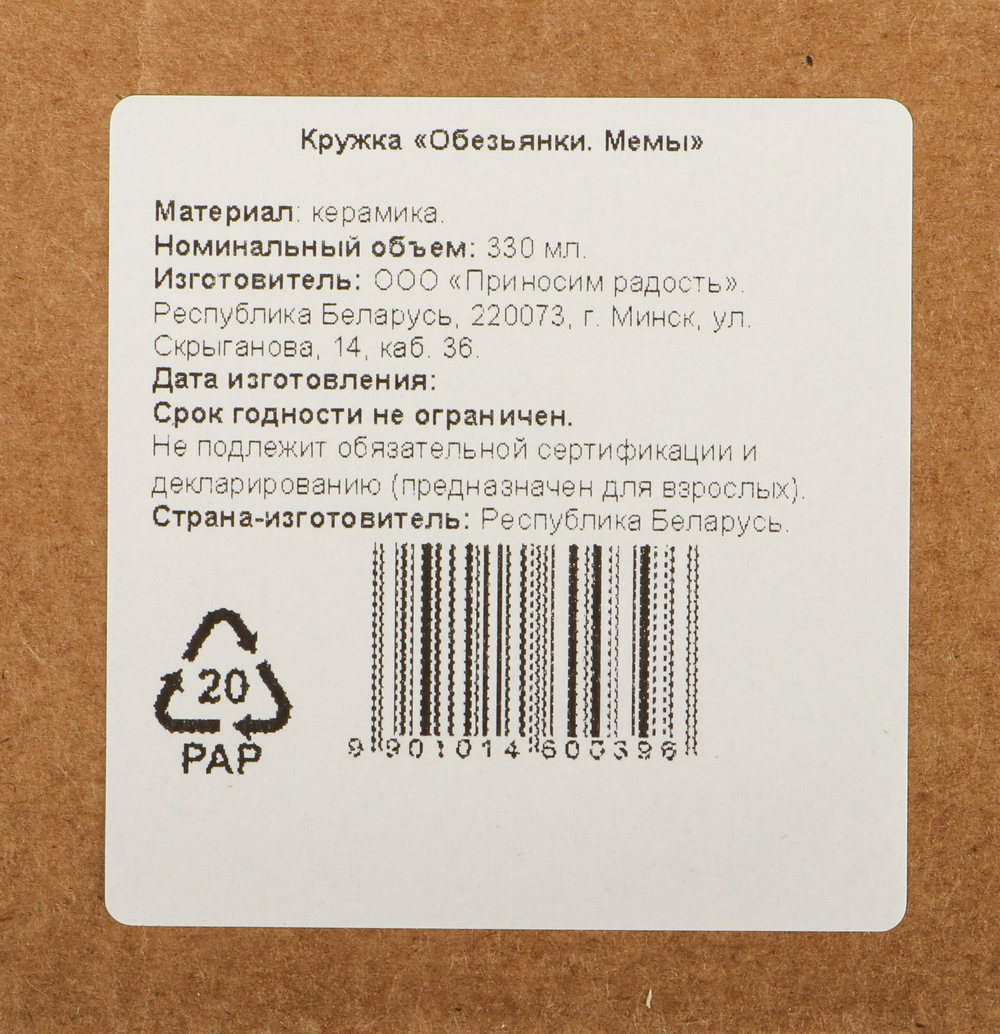 Кружка «Обезьянки. Мемы»
Материал: керамика.
Номинальный объем: 330 мл.
Изготовитель: ООО «Приносим радость».
Республика Беларусь, 220073, г. Минск, ул.
Скрыганова, 14, каб. 36.
Дата изготовления:
Срок годности не ограничен.
Не подлежит обязательной сертификации и
декларированию (предназначен для взрослых).
Страна-изготовитель: Республика Беларусь.
20
PAP
9 901014 600396